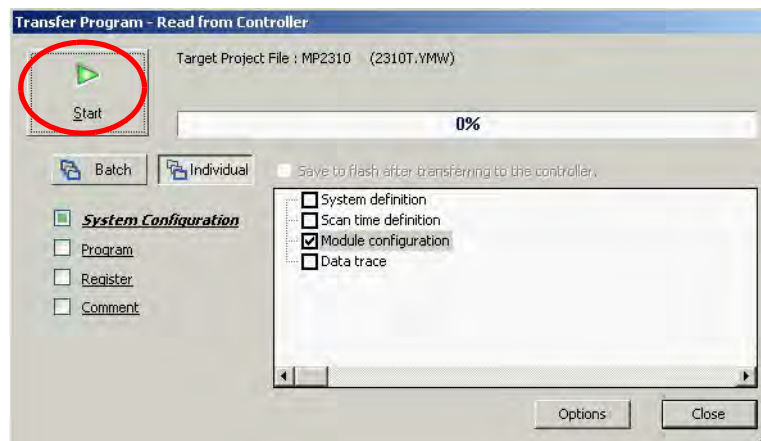 Transfer Program - Read from Controller
Target Project File : MP2310 (2310T.YMW)
Start
0%
Batch
Individual
Save to flash after transferring to the controller.
System Configuration
Program
Register
Comment
System definition
Scan time definition
Module configuration
Data trace
Options
Close